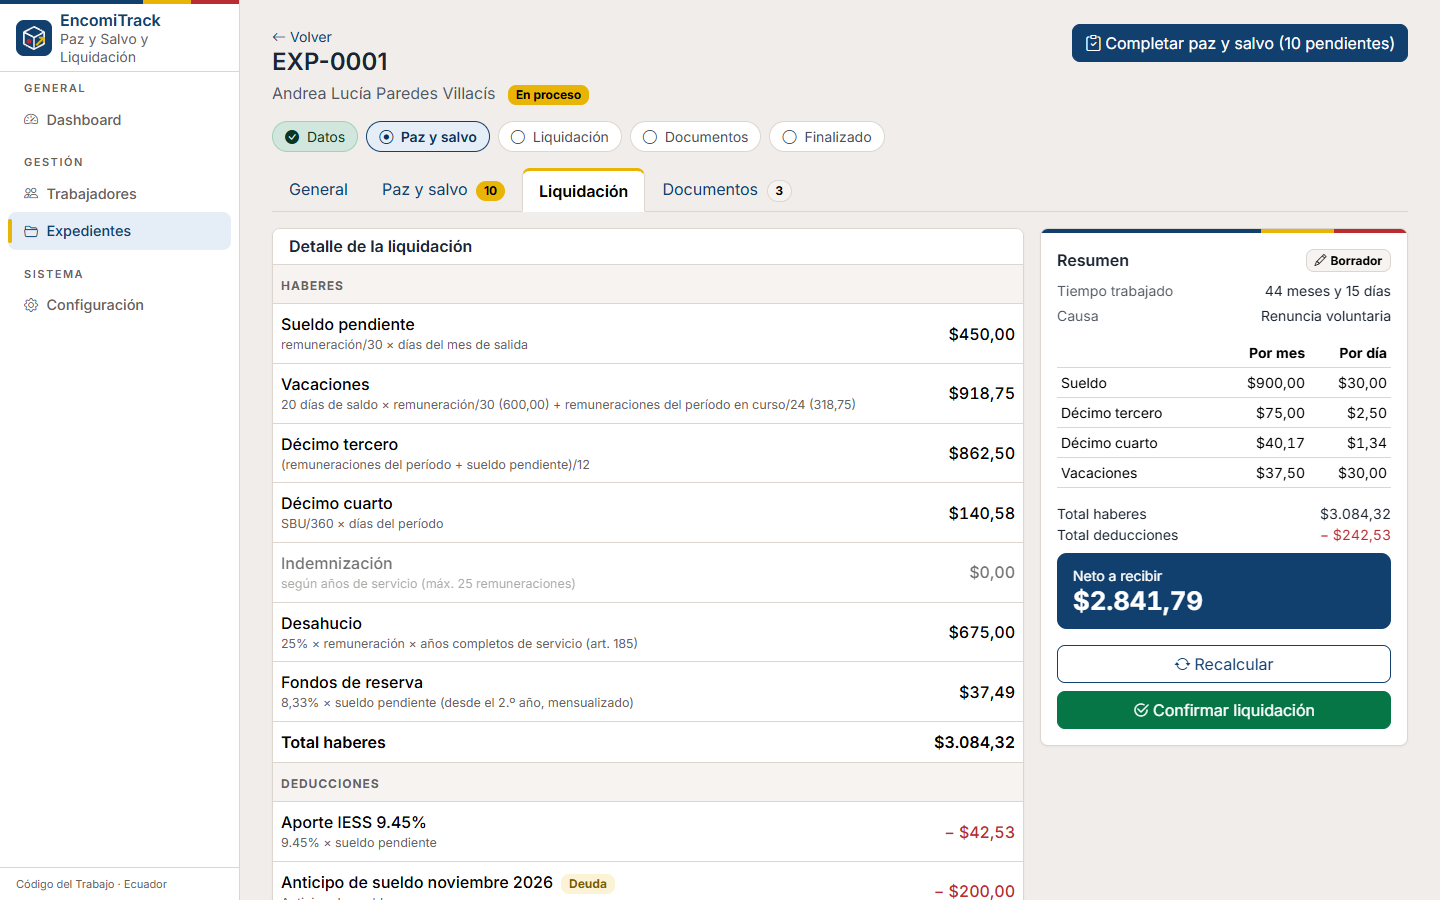 EncomiTrack
Paz y Salvo y
Liquidación
GENERAL
Dashboard
GESTIÓN
Trabajadores
Expedientes
SISTEMA
Configuración
Código del Trabajo · Ecuador
← Volver
EXP-0001
Andrea Lucía Paredes Villacís En proceso
Completar paz y salvo (10 pendientes)
Datos Paz y salvo Liquidación Documentos Finalizado
General Paz y salvo 10 Liquidación Documentos 3
Detalle de la liquidación
HABERES
Sueldo pendiente $450,00
remuneración/30 × días del mes de salida
Vacaciones $918,75
20 días de saldo × remuneración/30 (600,00) + remuneraciones del período en curso/24 (318,75)
Décimo tercero $862,50
(remuneraciones del período + sueldo pendiente)/12
Décimo cuarto $140,58
SBU/360 × días del período
Indemnización $0,00
según años de servicio (máx. 25 remuneraciones)
Desahucio $675,00
25% × remuneración × años completos de servicio (art. 185)
Fondos de reserva $37,49
8,33% × sueldo pendiente (desde el 2.º año, mensualizado)
Total haberes $3.084,32
DEDUCCIONES
Aporte IESS 9.45% − $42,53
9.45% × sueldo pendiente
Anticipo de sueldo noviembre 2026 Deuda − $200,00
Resumen Borrador
Tiempo trabajado 44 meses y 15 días
Causa Renuncia voluntaria
Por mes Por día
Sueldo $900,00 $30,00
Décimo tercero $75,00 $2,50
Décimo cuarto $40,17 $1,34
Vacaciones $37,50 $30,00
Total haberes $3.084,32
Total deducciones − $242,53
Neto a recibir
$2.841,79
Recalcular
Confirmar liquidación